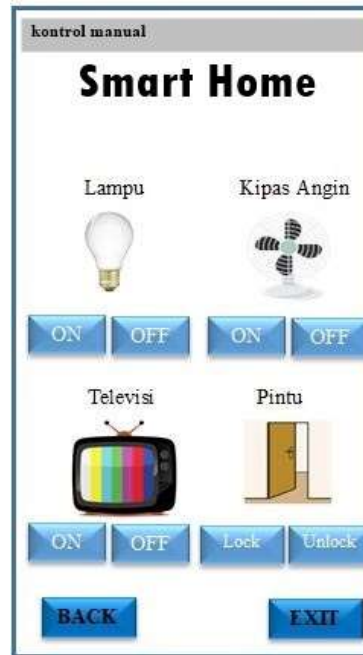 kontrol manual
Smart Home
Lampu Kipas Angin
ON OFF ON OFF
Televisi Pintu
ON OFF Lock Unlock
BACK EXIT